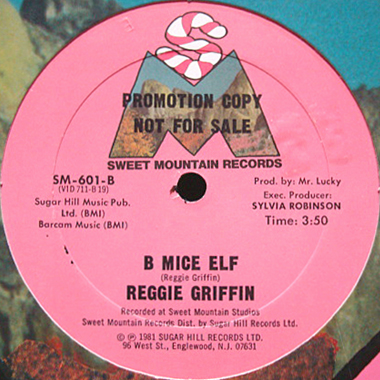 S
M
PROMOTION COPY
NOT FOR SALE
SWEET MOUNTAIN RECORDS
SM-601-B
(VID 711-B 19)
Sugar Hill Music Pub.
Ltd. (BMI)
Barcam Music (BMI)
Prod. by: Mr. Lucky
Exec. Producer:
SYLVIA ROBINSON
Time: 3:50
B MICE ELF
(Reggie Griffin)
REGGIE GRIFFIN
Recorded at Sweet Mountain Studios
Sweet Mountain Records Dist. by Sugar Hill Records Ltd.
© ℗ 1981 SUGAR HILL RECORDS LTD.
96 West St., Englewood, N.J. 07631